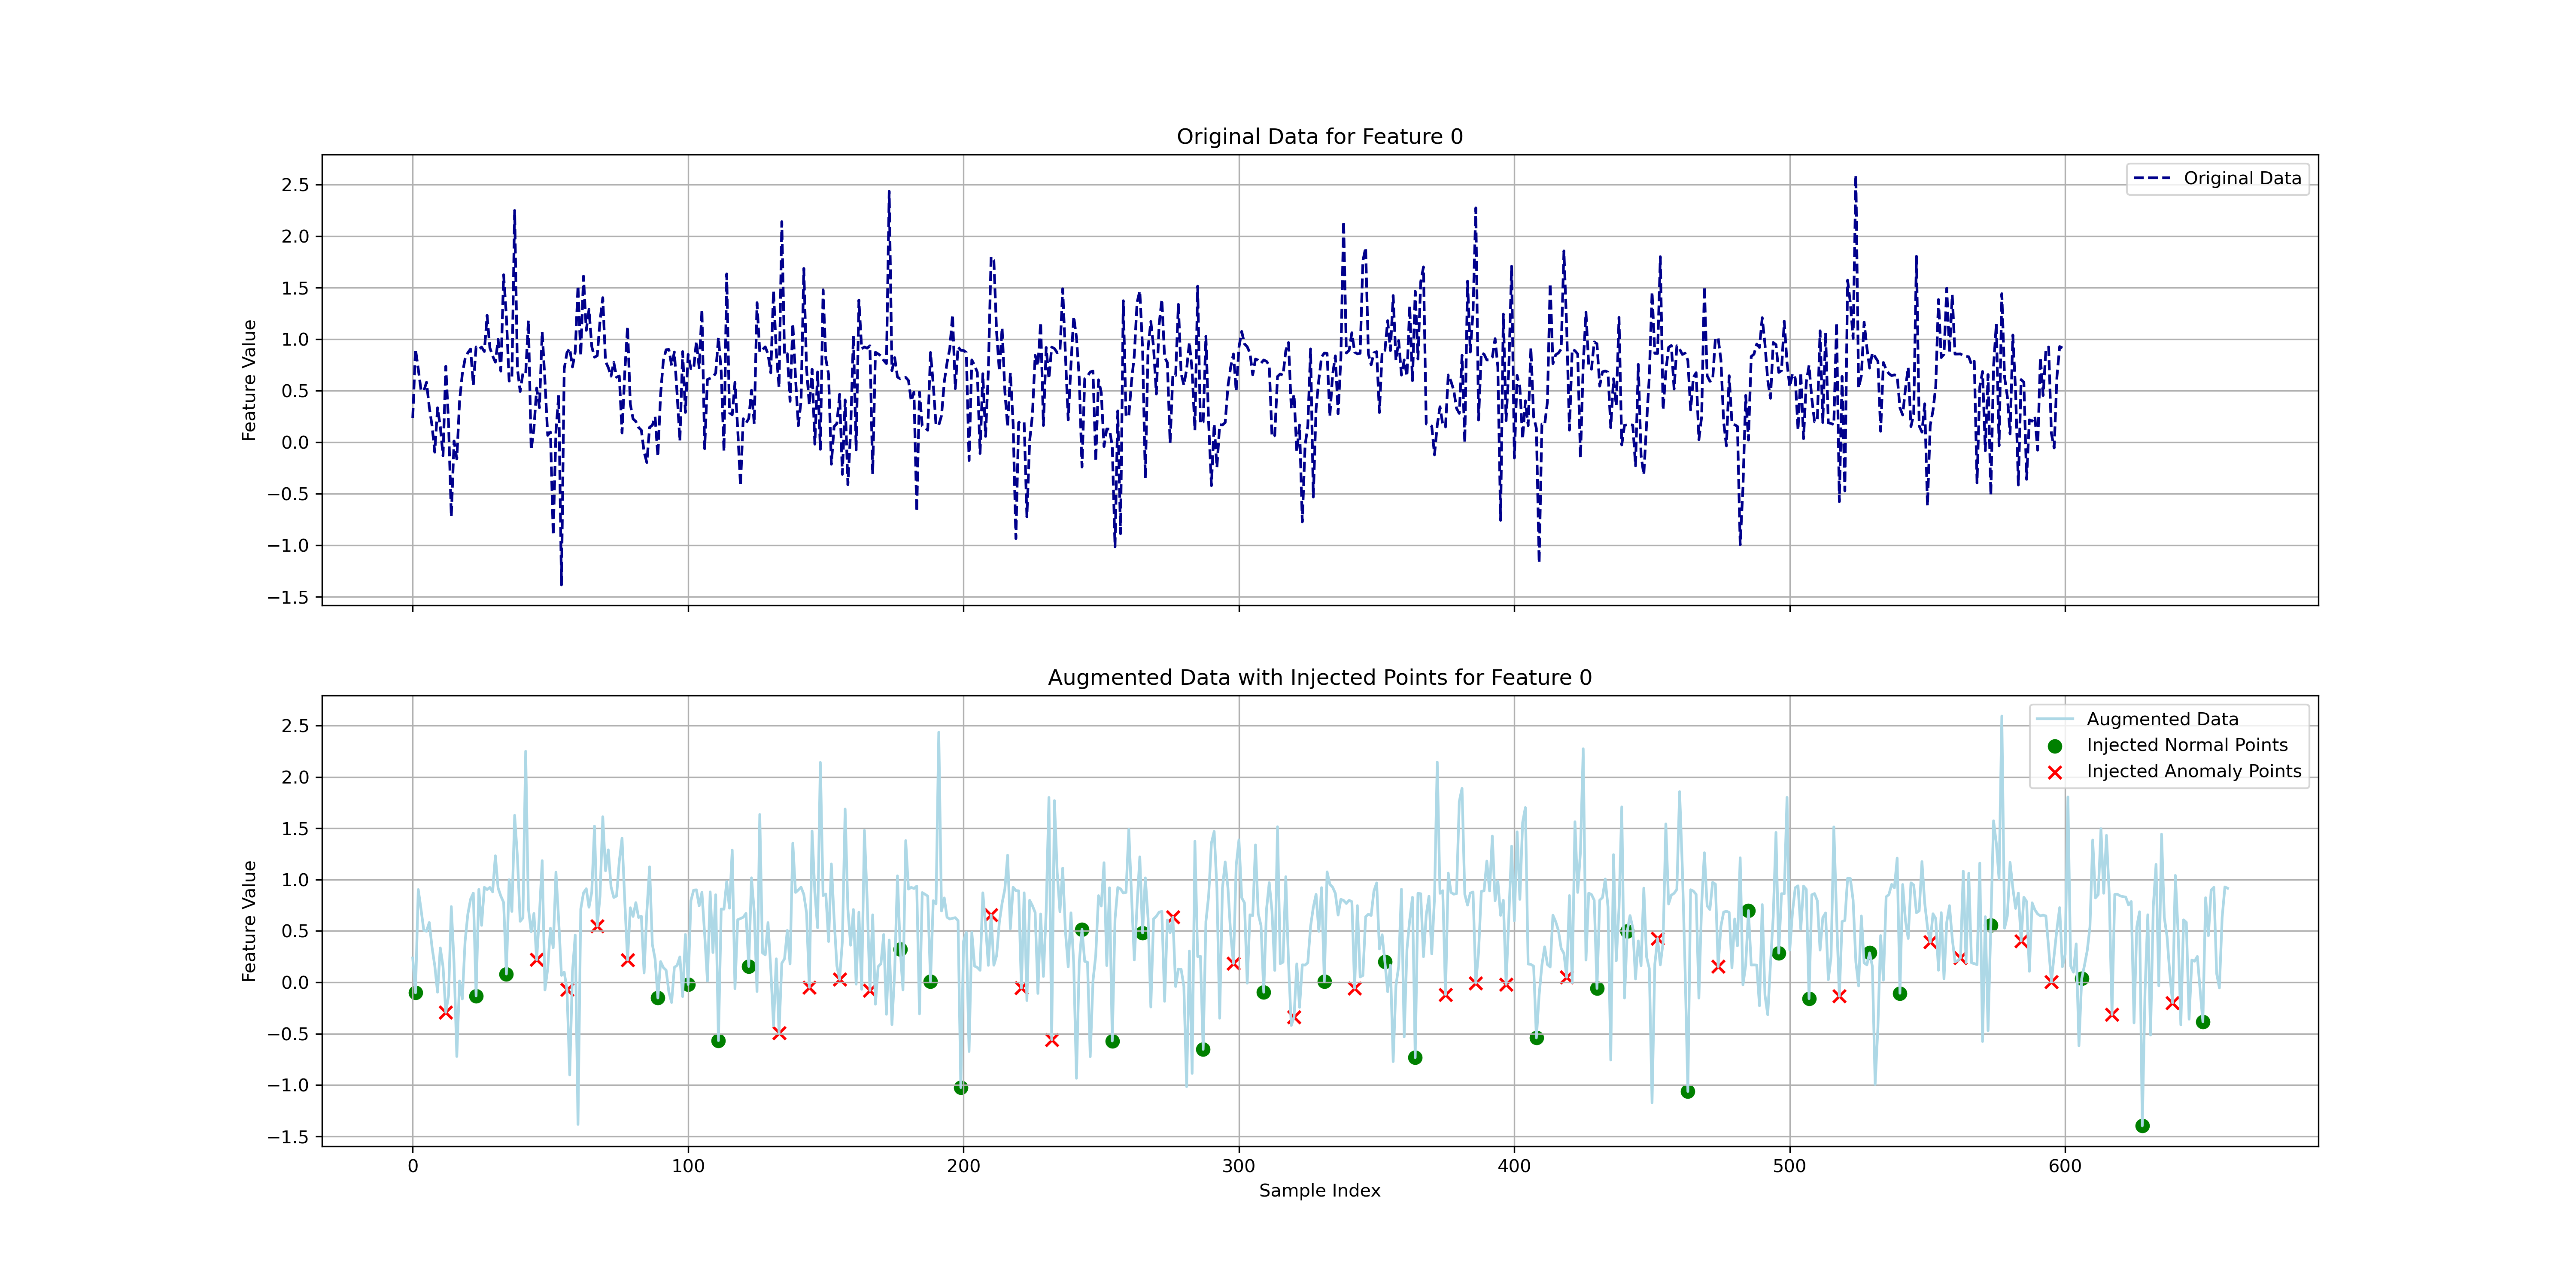 Original Data for Feature 0
2.5
2.0
1.5
1.0
0.5
0.0
−0.5
−1.0
−1.5
Feature Value
Original Data
Augmented Data with Injected Points for Feature 0
2.5
2.0
1.5
1.0
0.5
0.0
−0.5
−1.0
−1.5
Feature Value
Augmented Data
Injected Normal Points
Injected Anomaly Points
0 100 200 300 400 500 600
Sample Index